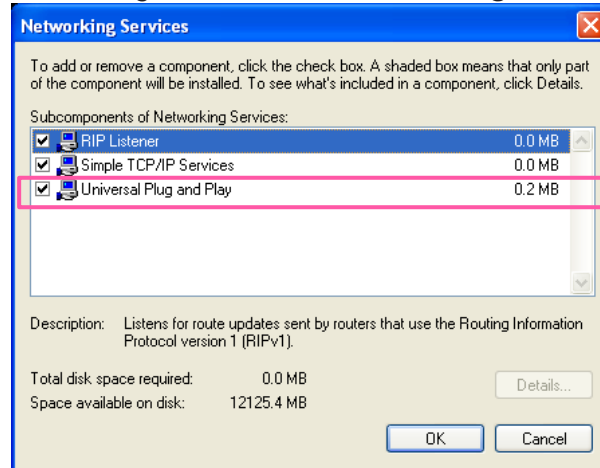 Networking Services
To add or remove a component, click the check box. A shaded box means that only part
of the component will be installed. To see what's included in a component, click Details.
Subcomponents of Networking Services:
RIP Listener 0.0 MB
Simple TCP/IP Services 0.0 MB
Universal Plug and Play 0.2 MB
Description: Listens for route updates sent by routers that use the Routing Information
Protocol version 1 (RIPv1).
Total disk space required: 0.0 MB
Details...
Space available on disk: 12125.4 MB
OK Cancel